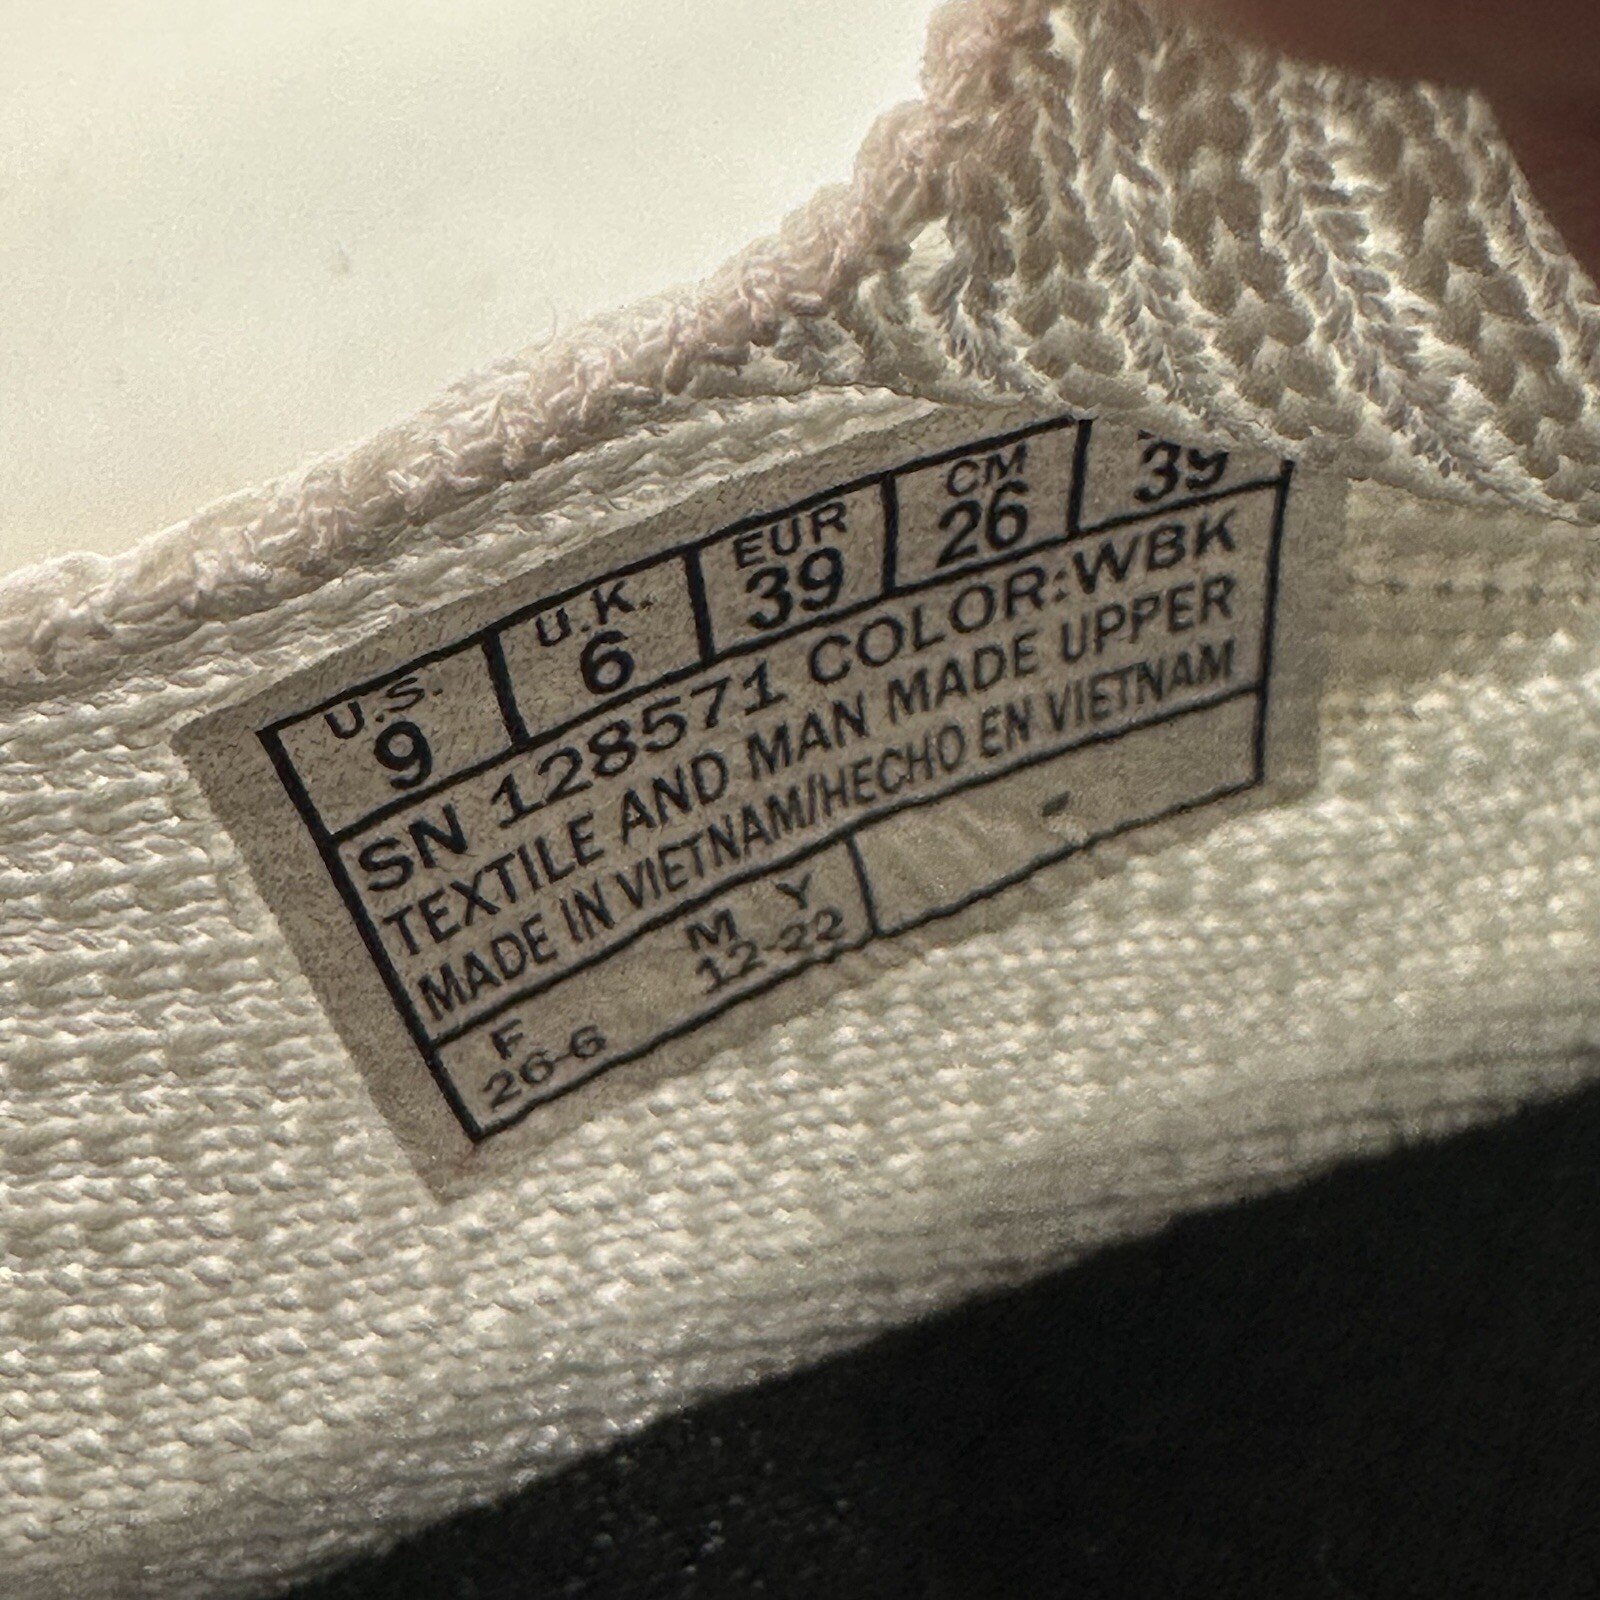 U.S. U.K. EUR CM
9 6 39 26 39
SN 128571 COLOR:WBK
TEXTILE AND MAN MADE UPPER
MADE IN VIETNAM/HECHO EN VIETNAM
F M Y -
26-6 12-22